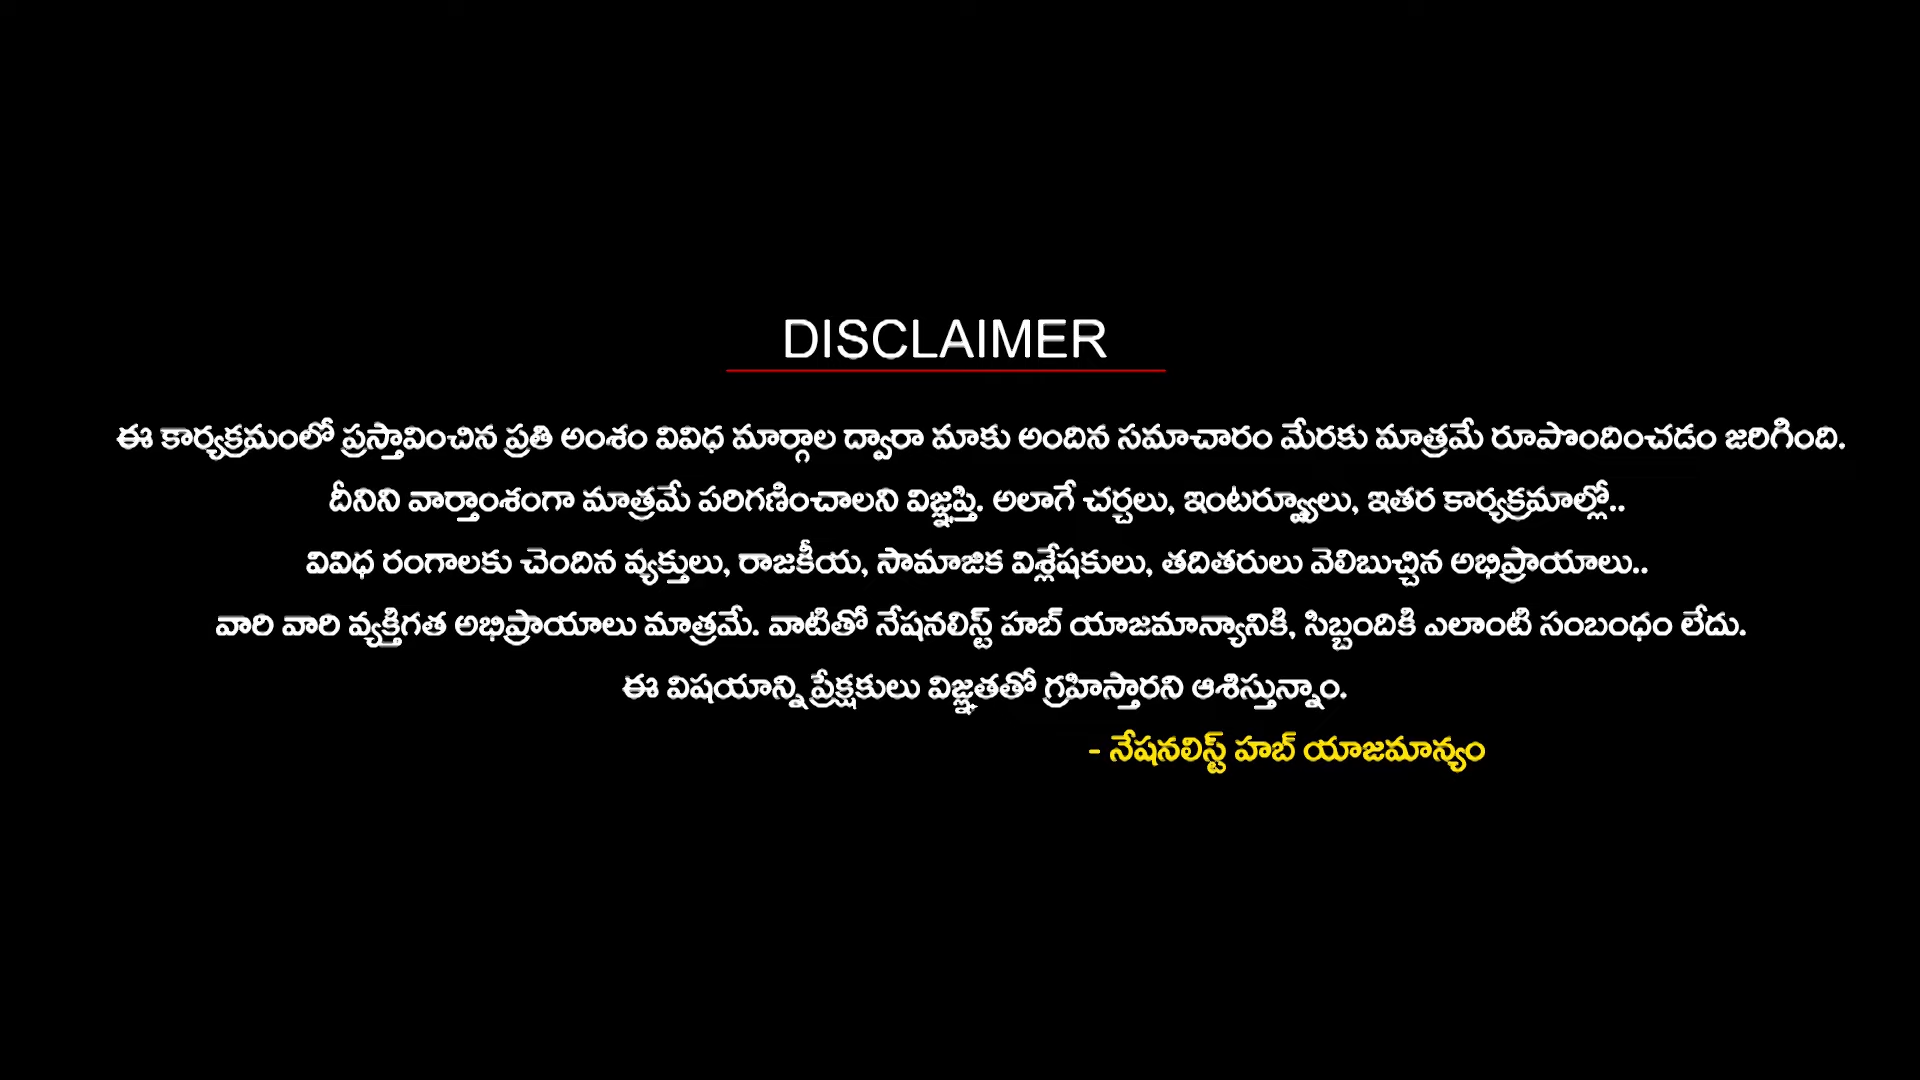 DISCLAIMER
ఈ కార్యక్రమంలో ప్రస్తావించిన ప్రతి అంశం వివిధ మార్గాల ద్వారా మాకు అందిన సమాచారం మేరకు మాత్రమే రూపొందించడం జరిగింది.
దీనిని వార్తాంశంగా మాత్రమే పరిగణించాలని విజ్ఞప్తి. అలాగే చర్చలు, ఇంటర్వ్యూలు, ఇతర కార్యక్రమాల్లో..
వివిధ రంగాలకు చెందిన వ్యక్తులు, రాజకీయ, సామాజిక విశ్లేషకులు, తదితరులు వెలిబుచ్చిన అభిప్రాయాలు..
వారి వారి వ్యక్తిగత అభిప్రాయాలు మాత్రమే. వాటితో నేషనలిస్ట్ హబ్ యాజమాన్యానికి, సిబ్బందికి ఎలాంటి సంబంధం లేదు.
ఈ విషయాన్ని ప్రేక్షకులు విజ్ఞతతో గ్రహిస్తారని ఆశిస్తున్నాం.
- నేషనలిస్ట్ హబ్ యాజమాన్యం